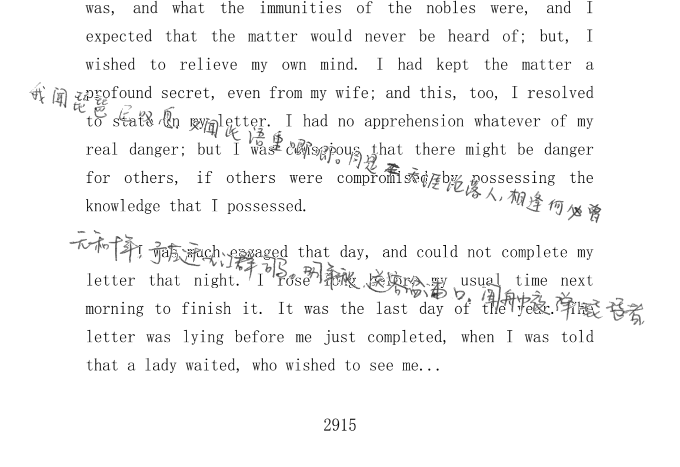 was, and what the immunities of the nobles were, and I
expected that the matter would never be heard of; but, I
wished to relieve my own mind. I had kept the matter a
profound secret, even from my wife; and this, too, I resolved
to state in my letter. I had no apprehension whatever of my
real danger; but I was conscious that there might be danger
for others, if others were compromised by possessing the
knowledge that I possessed.
我闻琵琶已叹息，又闻此语重唧唧。同是天涯沦落人，相逢何必曾
I was much engaged that day, and could not complete my
letter that night. I rose long before my usual time next
morning to finish it. It was the last day of the year. The
letter was lying before me just completed, when I was told
that a lady waited, who wished to see me...
元和十年，予左迁九江郡司马。明年秋，送客湓浦口，闻舟中夜弹琵琶者
2915